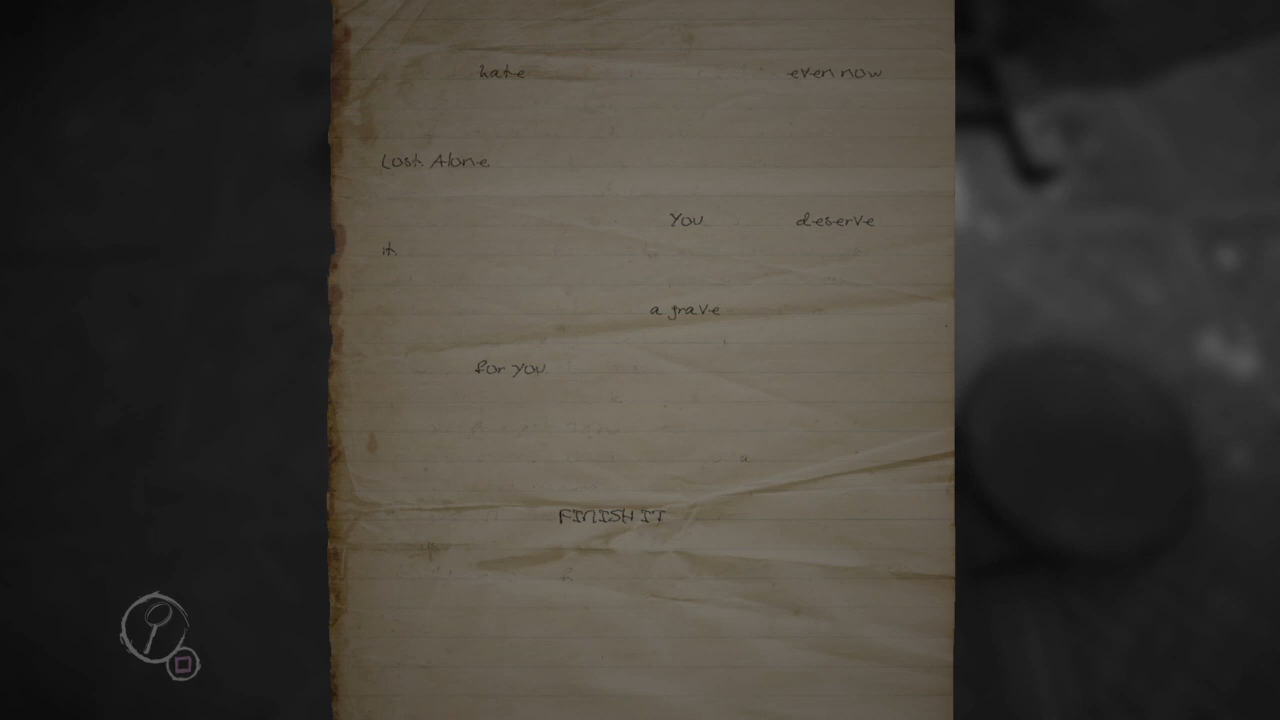 hate even now
Lost. Alone.
You deserve
it.
a grave
for you
a
FINISH IT